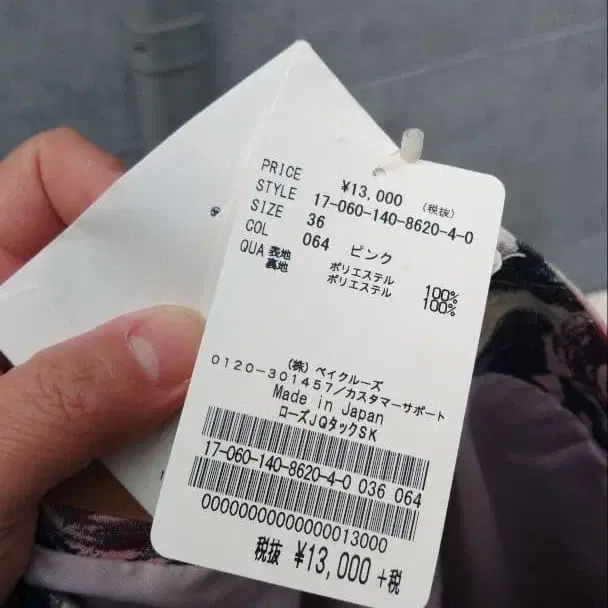 PRICE ¥13,000 (税抜)
STYLE 17-060-140-8620-4-0
SIZE 36
COL 064 ピンク
QUA 表地 ポリエステル 100%
裏地 ポリエステル 100%
(株) ベイクルーズ
0120-301457/カスタマーサポート
Made in Japan
ローズJQタックSK
17-060-140-8620-4-0 036 064
00000000000000013000
税抜 ¥13,000 +税